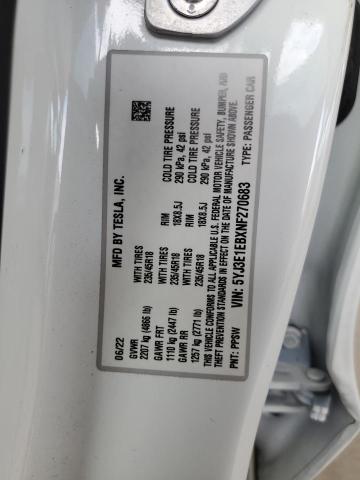 MFD BY TESLA, INC.
06/22
GVWR
2207 kg (4866 lb)
GAWR FRT WITH TIRES RIM COLD TIRE PRESSURE
1110 kg (2447 lb) 235/45R18 18X8.5J 290 kPa, 42 psi
GAWR RR WITH TIRES RIM COLD TIRE PRESSURE
1257 kg (2771 lb) 235/45R18 18X8.5J 290 kPa, 42 psi
THIS VEHICLE CONFORMS TO ALL APPLICABLE U.S. FEDERAL MOTOR VEHICLE SAFETY, BUMPER, AND
THEFT PREVENTION STANDARDS IN EFFECT ON THE DATE OF MANUFACTURE SHOWN ABOVE.
VIN: 5YJ3E1EBXNF270683 TYPE: PASSENGER CAR
PNT: PPSW